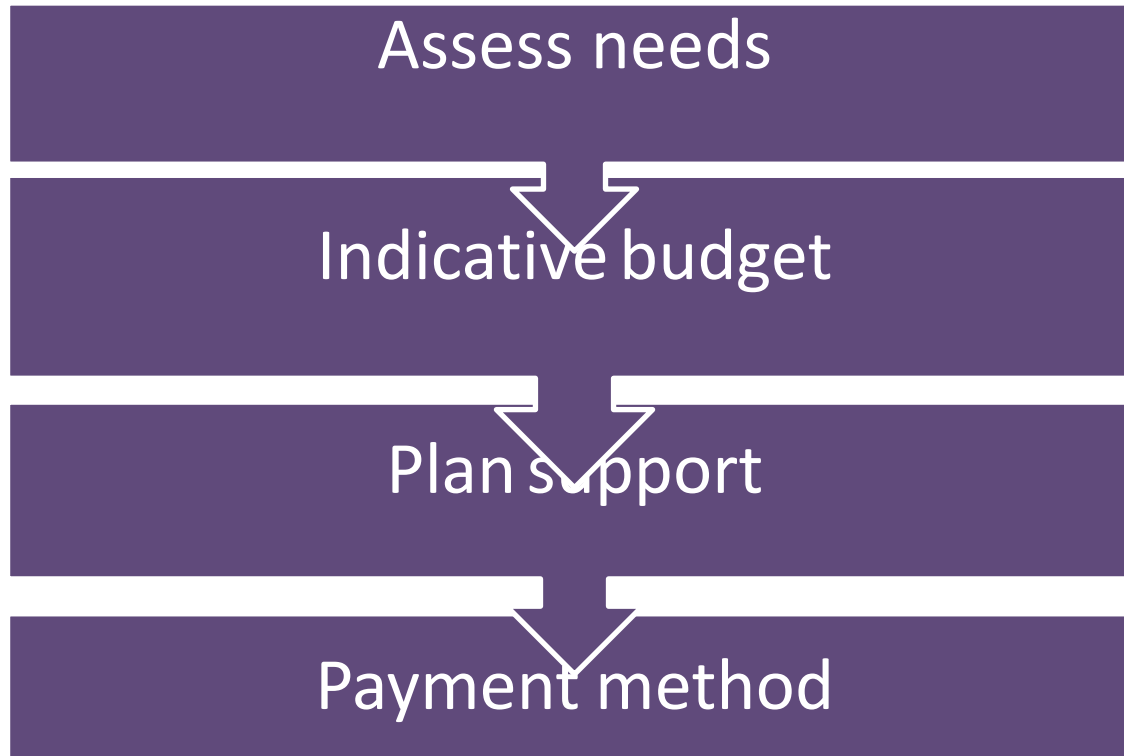 Assess needs
Indicative budget
Plan support
Payment method